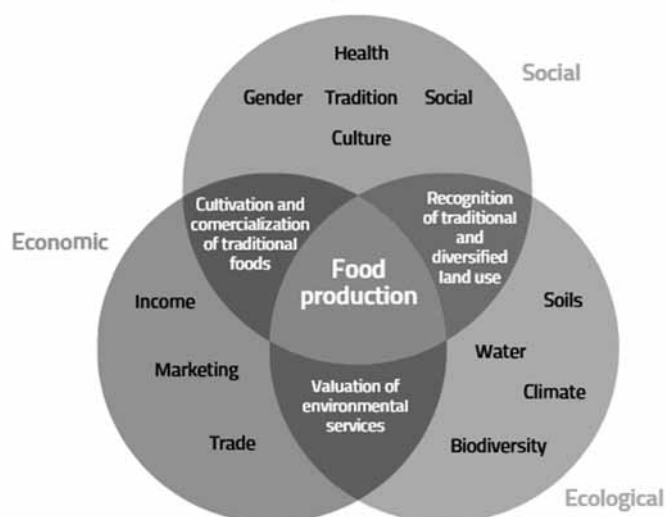 Health
Social
Gender Tradition Social
Culture
Cultivation and
comercialization
of traditional
foods
Recognition
of traditional
and
diversified
land use
Economic
Food
production
Income
Soils
Water
Marketing
Valuation of
environmental
services
Climate
Trade
Biodiversity
Ecological